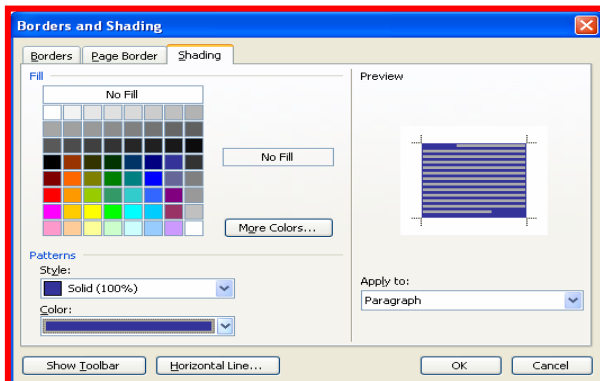 Borders and Shading
Borders Page Border Shading
Fill
No Fill
No Fill
More Colors...
Patterns
Style:
Solid (100%)
Color:
Preview
Apply to:
Paragraph
Show Toolbar Horizontal Line... OK Cancel